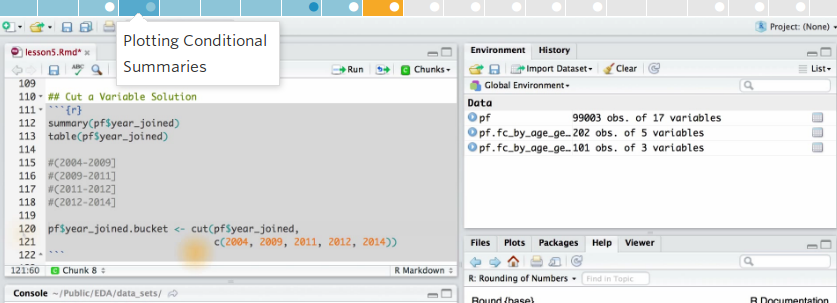 Plotting Conditional
Summaries
Project: (None)
lesson5.Rmd*
ABC
Run
Chunks
109
110 ## Cut a Variable Solution
111 ```{r}
112 summary(pf$year_joined)
113 table(pf$year_joined)
114
115 #(2004-2009]
116 #(2009-2011]
117 #(2011-2012]
118 #(2012-2014]
119
120 pf$year_joined.bucket <- cut(pf$year_joined,
121 c(2004, 2009, 2011, 2012, 2014))
122 ```
121:60 Chunk 8 R Markdown
Console ~/Public/EDA/data_sets/
Environment History
Import Dataset Clear List
Global Environment
Data
pf 99003 obs. of 17 variables
pf.fc_by_age_ge… 202 obs. of 5 variables
pf.fc_by_age_ge… 101 obs. of 3 variables
Files Plots Packages Help Viewer
R: Rounding of Numbers Find in Topic
Round {base} R Documentation